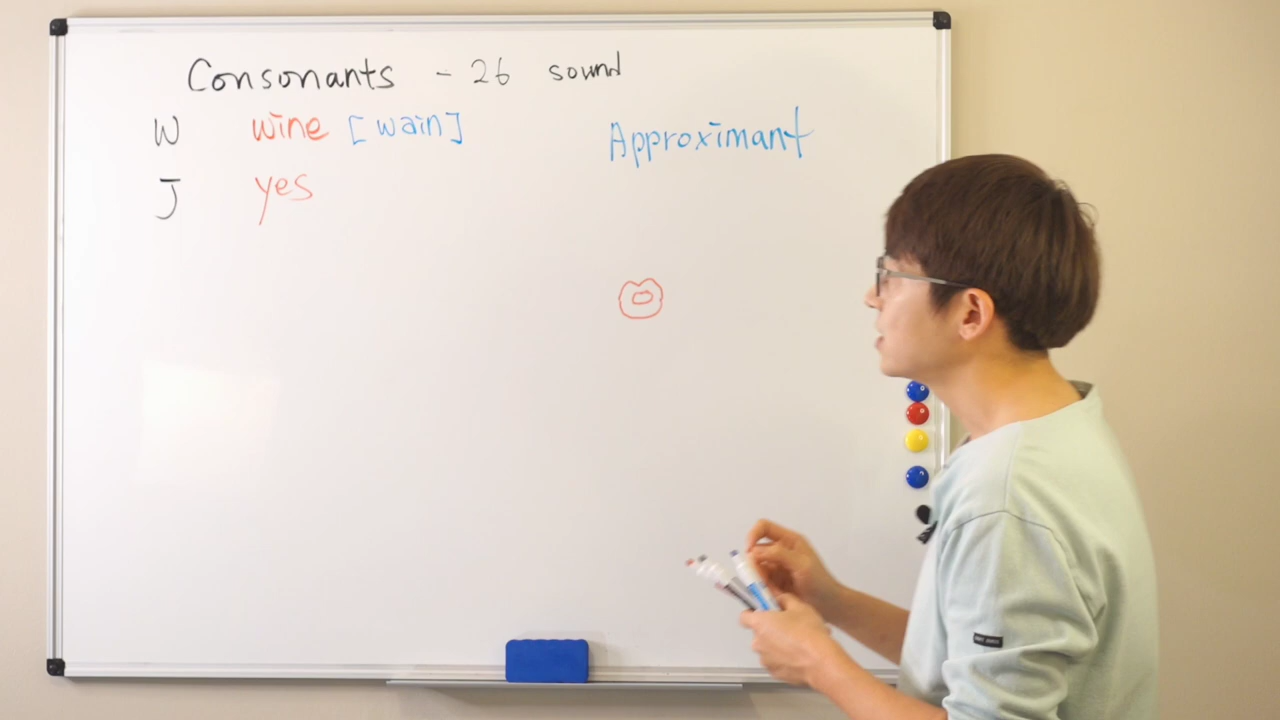 Consonants - 26 sound
W wine [wain] Approximant
J yes